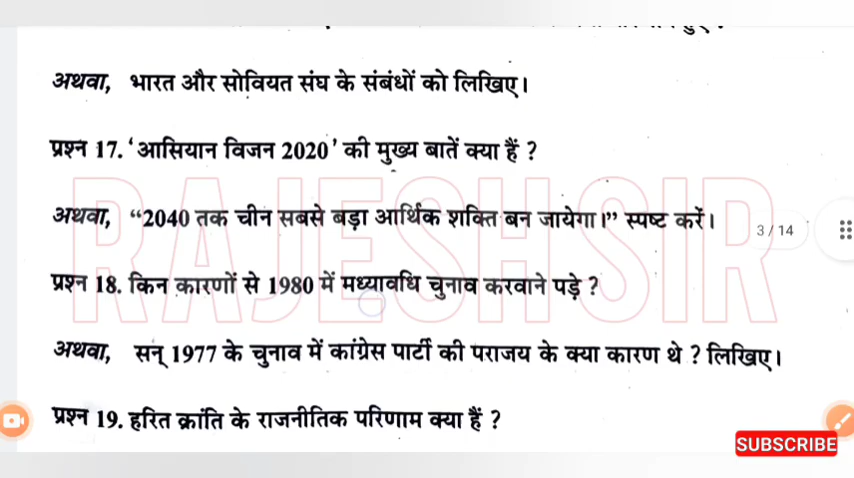 अथवा, भारत और सोवियत संघ के संबंधों को लिखिए।
प्रश्न 17. 'आसियान विजन 2020' की मुख्य बातें क्या हैं ?
अथवा, “2040 तक चीन सबसे बड़ा आर्थिक शक्ति बन जायेगा।” स्पष्ट करें।
3 / 14
RAJESH SIR
प्रश्न 18. किन कारणों से 1980 में मध्यावधि चुनाव करवाने पड़े ?
अथवा, सन् 1977 के चुनाव में कांग्रेस पार्टी की पराजय के क्या कारण थे ? लिखिए।
प्रश्न 19. हरित क्रांति के राजनीतिक परिणाम क्या हैं ?
SUBSCRIBE